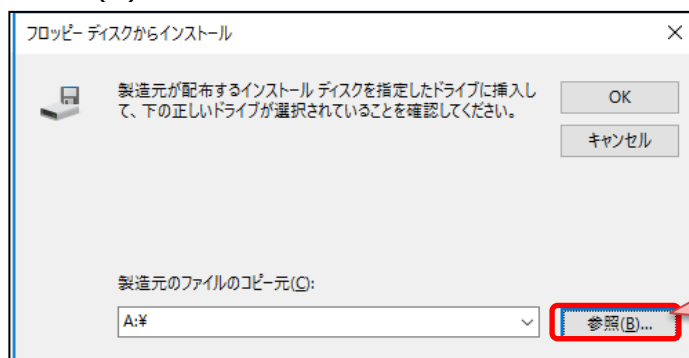 フロッピー ディスクからインストール
製造元が配布するインストール ディスクを指定したドライブに挿入し
て、下の正しいドライブが選択されていることを確認してください。
OK
キャンセル
製造元のファイルのコピー元(C):
A:¥
参照(B)...